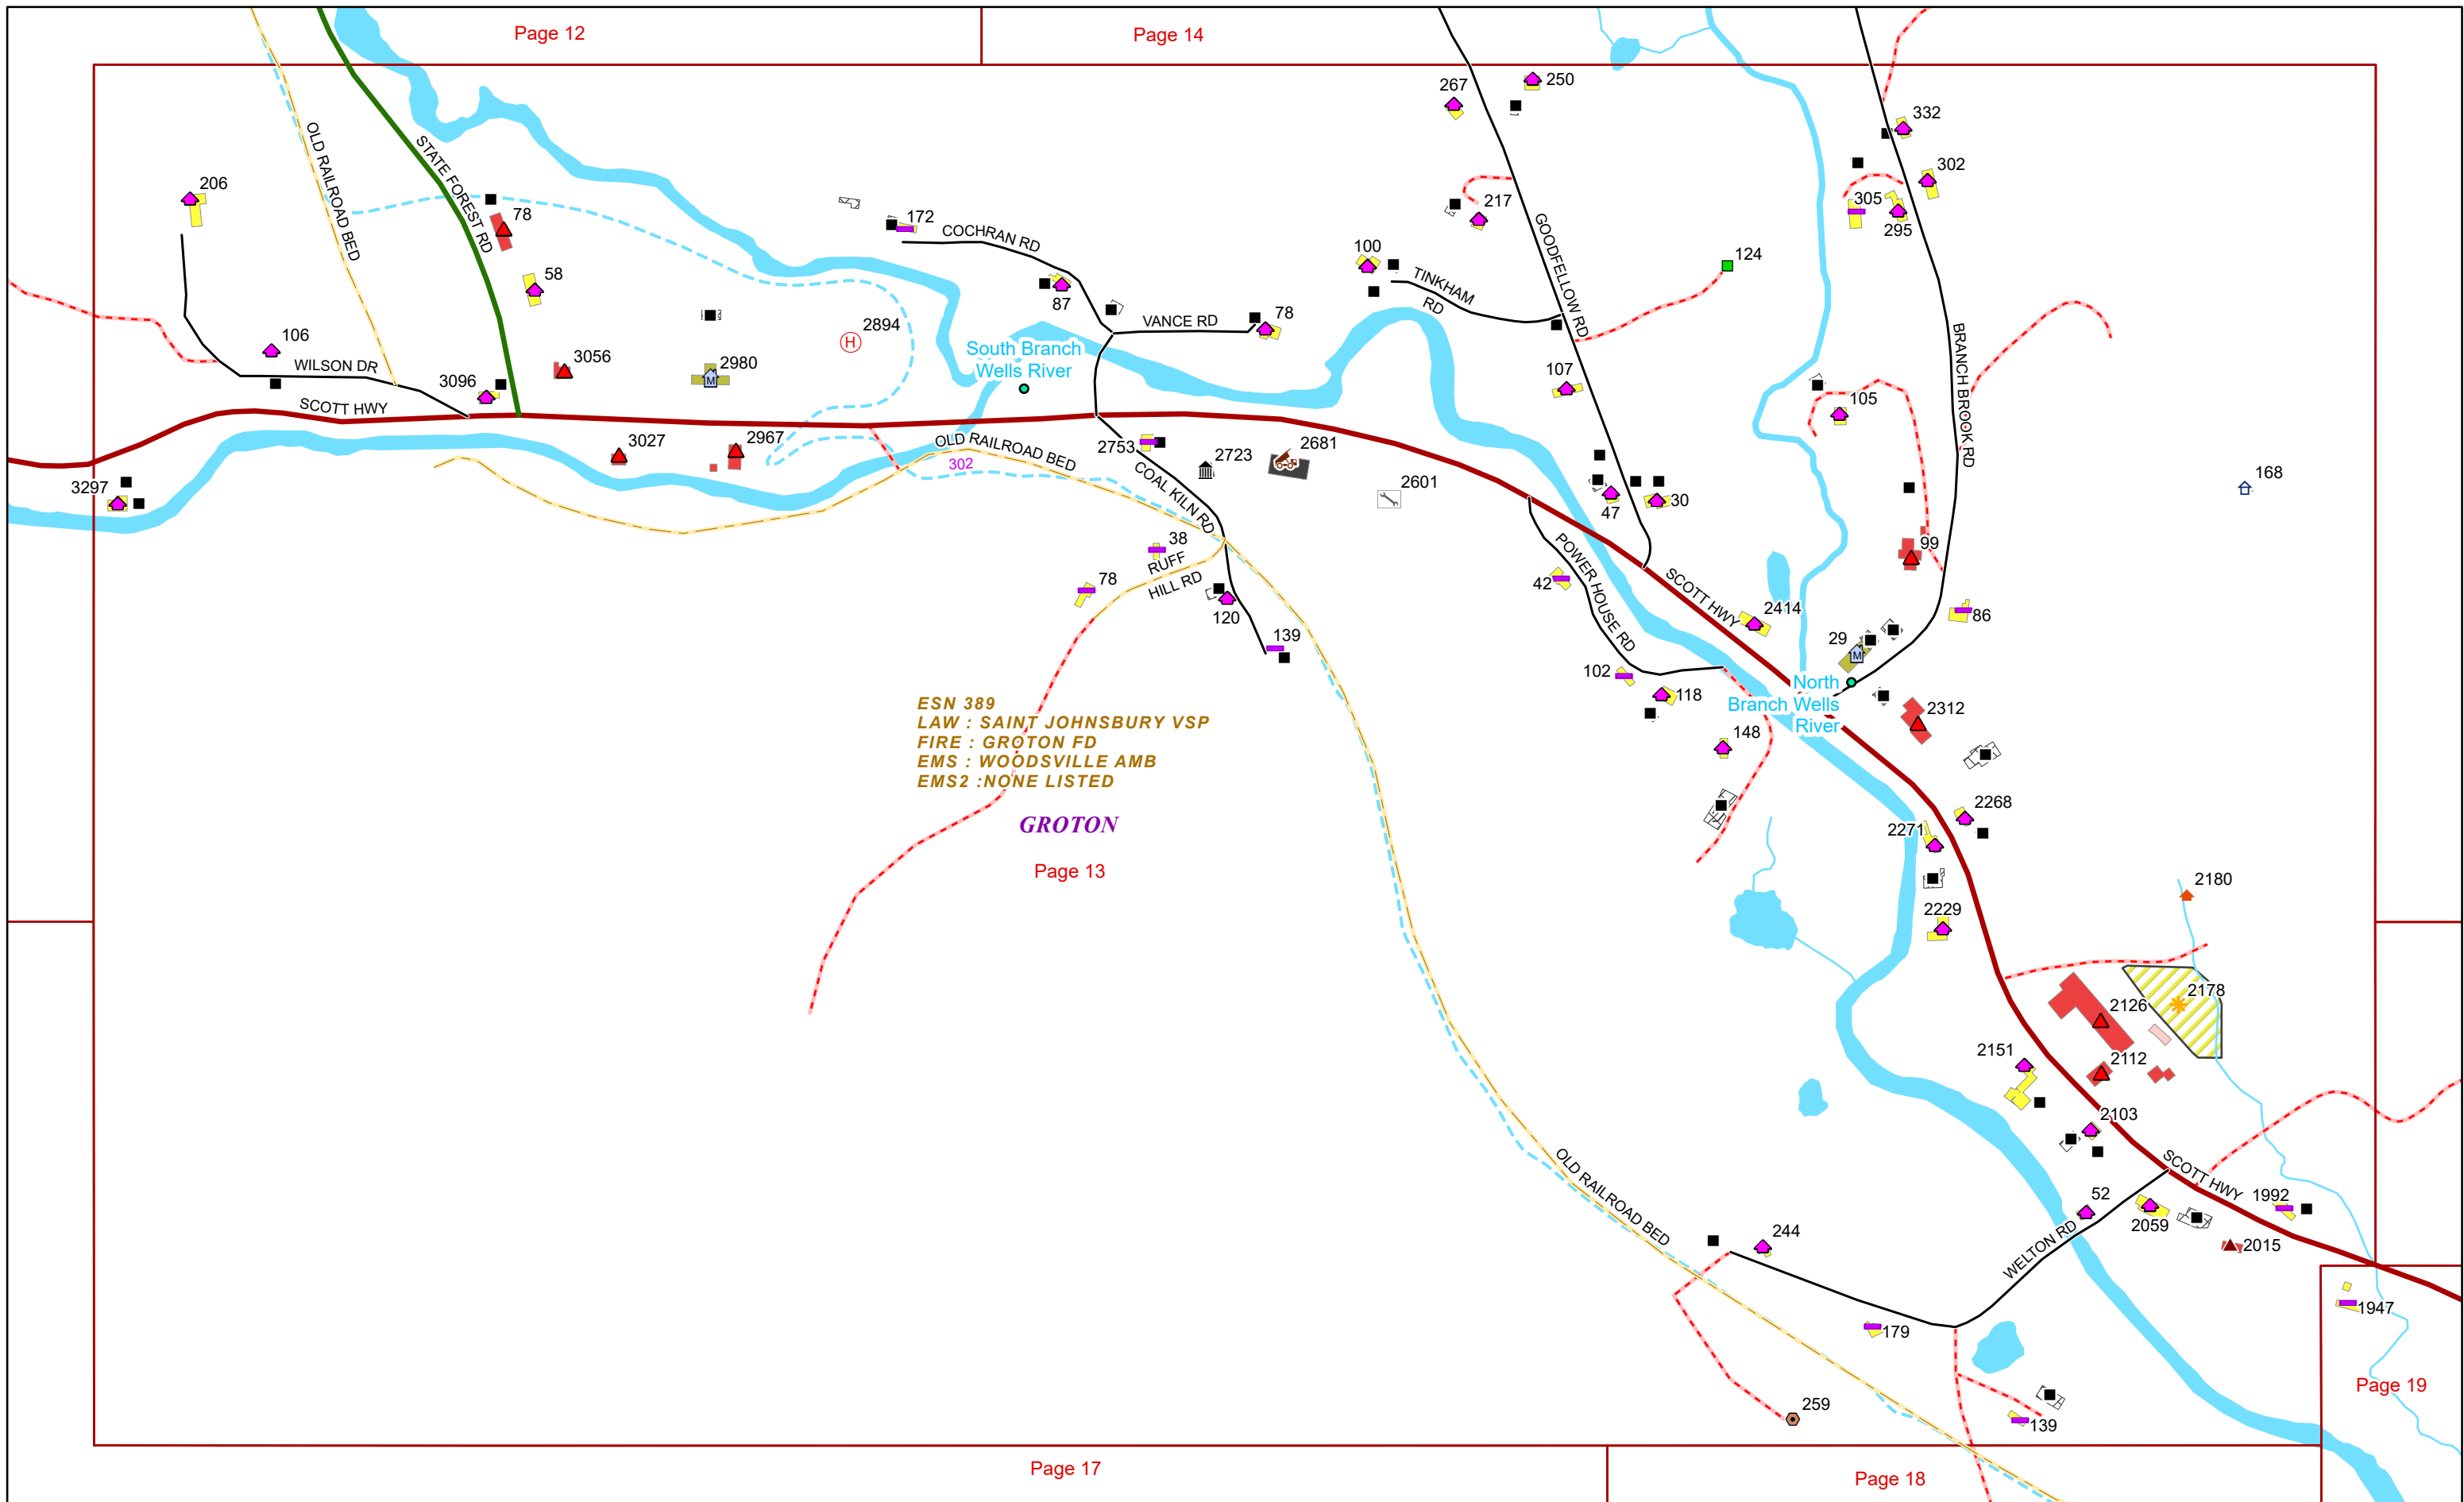 Page 12
Page 14
267
250
332
302
305
295
206
OLD RAILROAD BED
STATE FOREST RD
78
58
172
COCHRAN RD
87
VANCE RD
78
217
GOODFELLOW RD
100
TINKHAM
RD
124
106
WILSON DR
3096
3056
2980
H
2894
South Branch
Wells River
M
107
105
BRANCH BROOK RD
168
SCOTT HWY
3297
3027
2967
OLD RAILROAD BED
302
2753
COAL KILN RD
2723
2681
2601
47
30
99
38
RUFF
HILL RD
78
120
139
42
POWER HOUSE RD
SCOTT HWY
2414
86
29
M
102
118
148
North
Branch Wells
River
2312
ESN 389
LAW : SAINT JOHNSBURY VSP
FIRE : GROTON FD
EMS : WOODSVILLE AMB
EMS2 :NONE LISTED
GROTON
Page 13
2268
2271
2229
2180
2178
2126
2112
2151
2103
SCOTT HWY
1992
52
2059
2015
WELTON RD
OLD RAILROAD BED
244
179
259
139
1947
Page 19
Page 17
Page 18